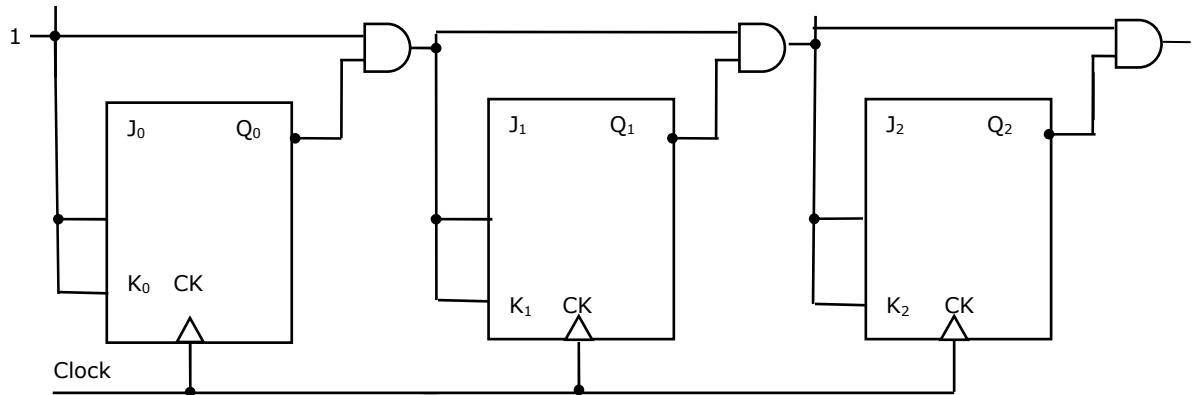 1
J₀ Q₀
J₁ Q₁
J₂ Q₂
K₀ CK
K₁ CK
K₂ CK
Clock